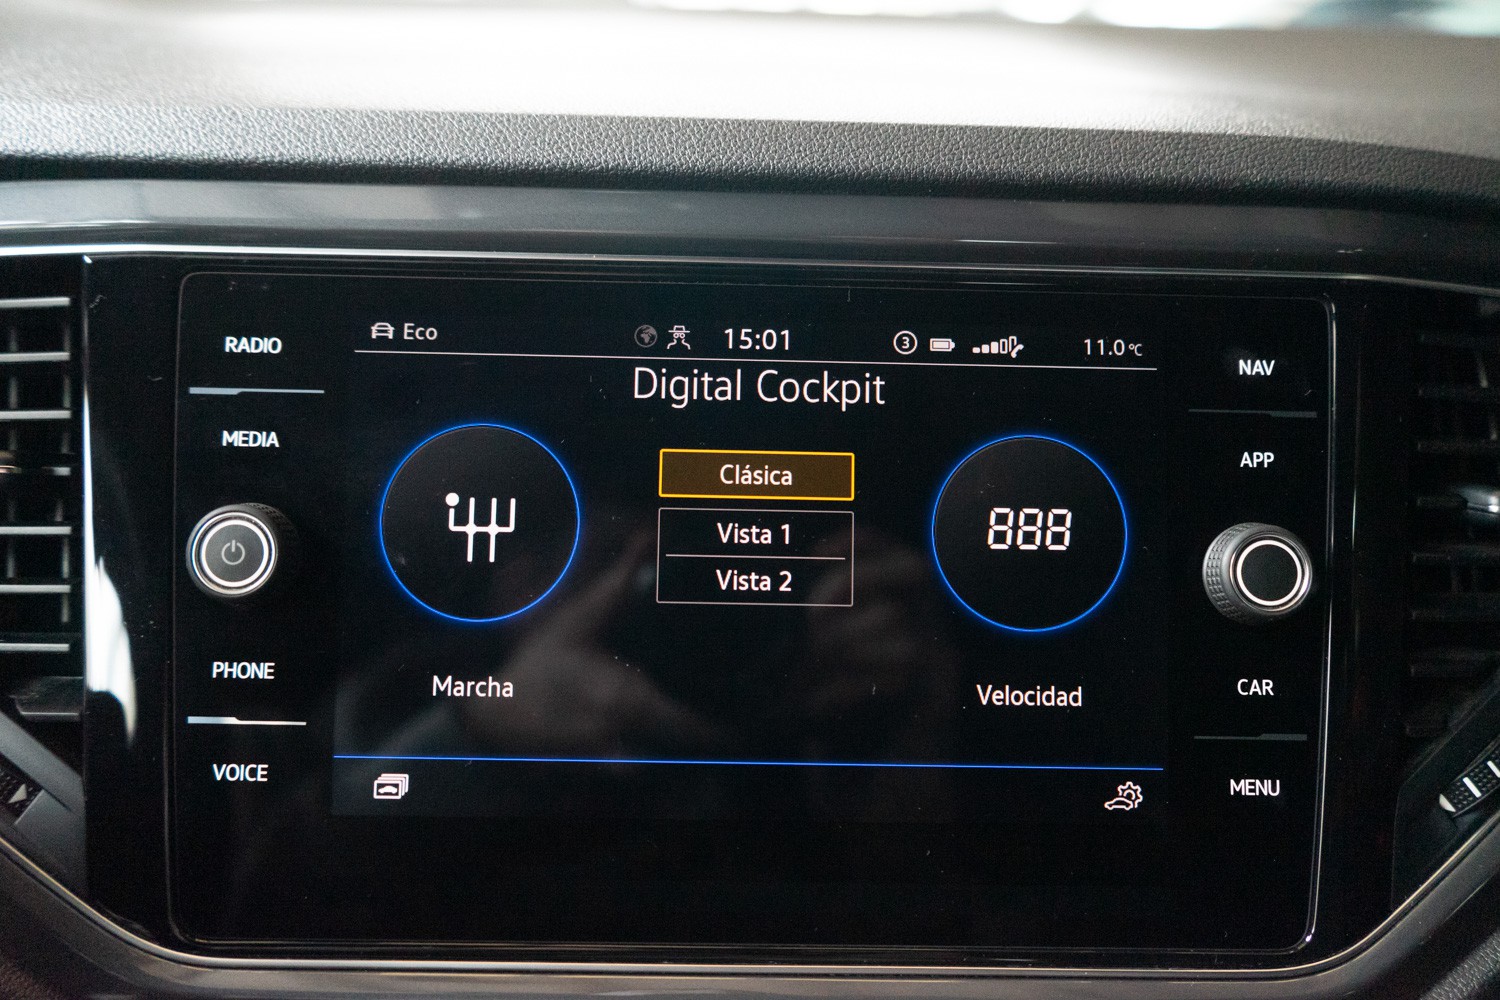 RADIO
MEDIA
PHONE
VOICE
Eco
15:01
3
11.0°C
Digital Cockpit
Clásica
Vista 1
Vista 2
888
Marcha
Velocidad
NAV
APP
CAR
MENU